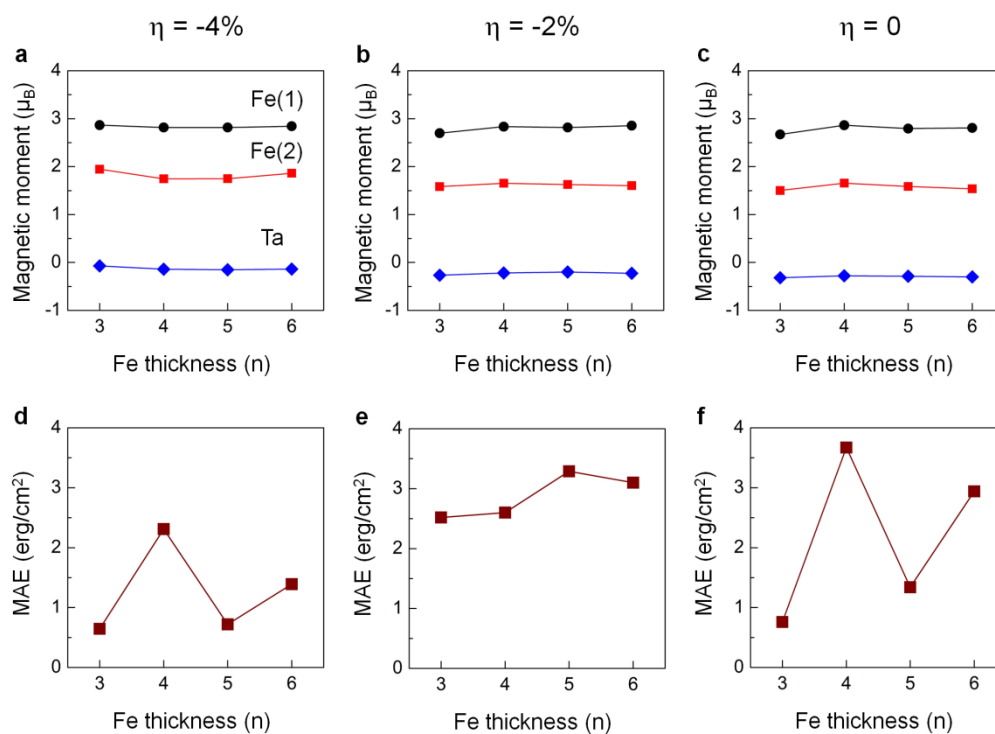 η = -4%
η = -2%
η = 0
a
4
3
2
1
0
-1
Magnetic moment (μB)
Fe(1)
Fe(2)
Ta
3 4 5 6
Fe thickness (n)
b
4
3
2
1
0
-1
Magnetic moment (μB)
3 4 5 6
Fe thickness (n)
c
4
3
2
1
0
-1
Magnetic moment (μB)
3 4 5 6
Fe thickness (n)
d
4
3
2
1
0
MAE (erg/cm²)
3 4 5 6
Fe thickness (n)
e
4
3
2
1
0
MAE (erg/cm²)
3 4 5 6
Fe thickness (n)
f
4
3
2
1
0
MAE (erg/cm²)
3 4 5 6
Fe thickness (n)